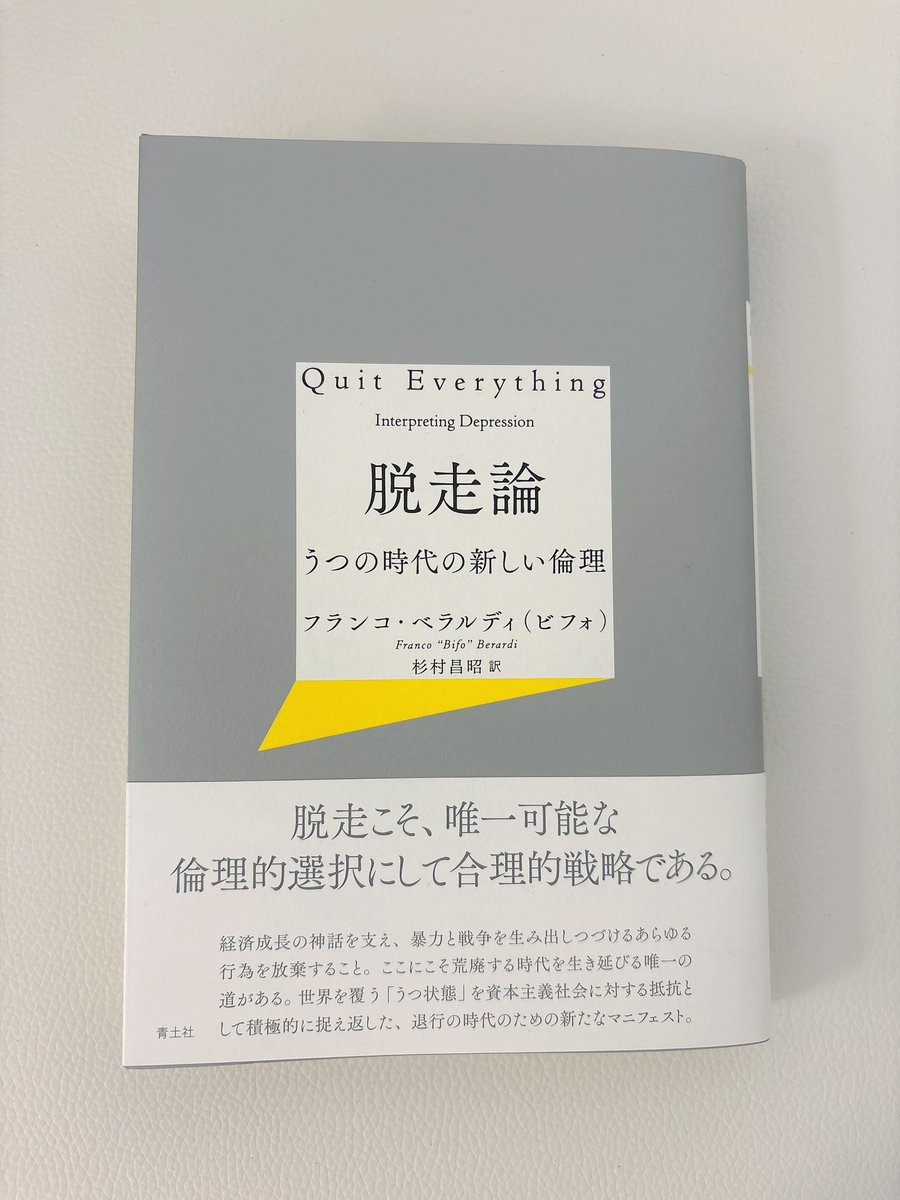 Quit Everything
Interpreting Depression
脱走論
うつの時代の新しい倫理
フランコ・ベラルディ(ビフォ)
Franco “Bifo” Berardi
杉村昌昭 訳
脱走こそ、唯一可能な
倫理的選択にして合理的戦略である。
経済成長の神話を支え、暴力と戦争を生み出しつづけるあらゆる
行為を放棄すること。ここにこそ荒廃する時代を生き延びる唯一の
道がある。世界を覆う「うつ状態」を資本主義社会に対する抵抗と
して積極的に捉え返した、退行の時代のための新たなマニフェスト。
青土社